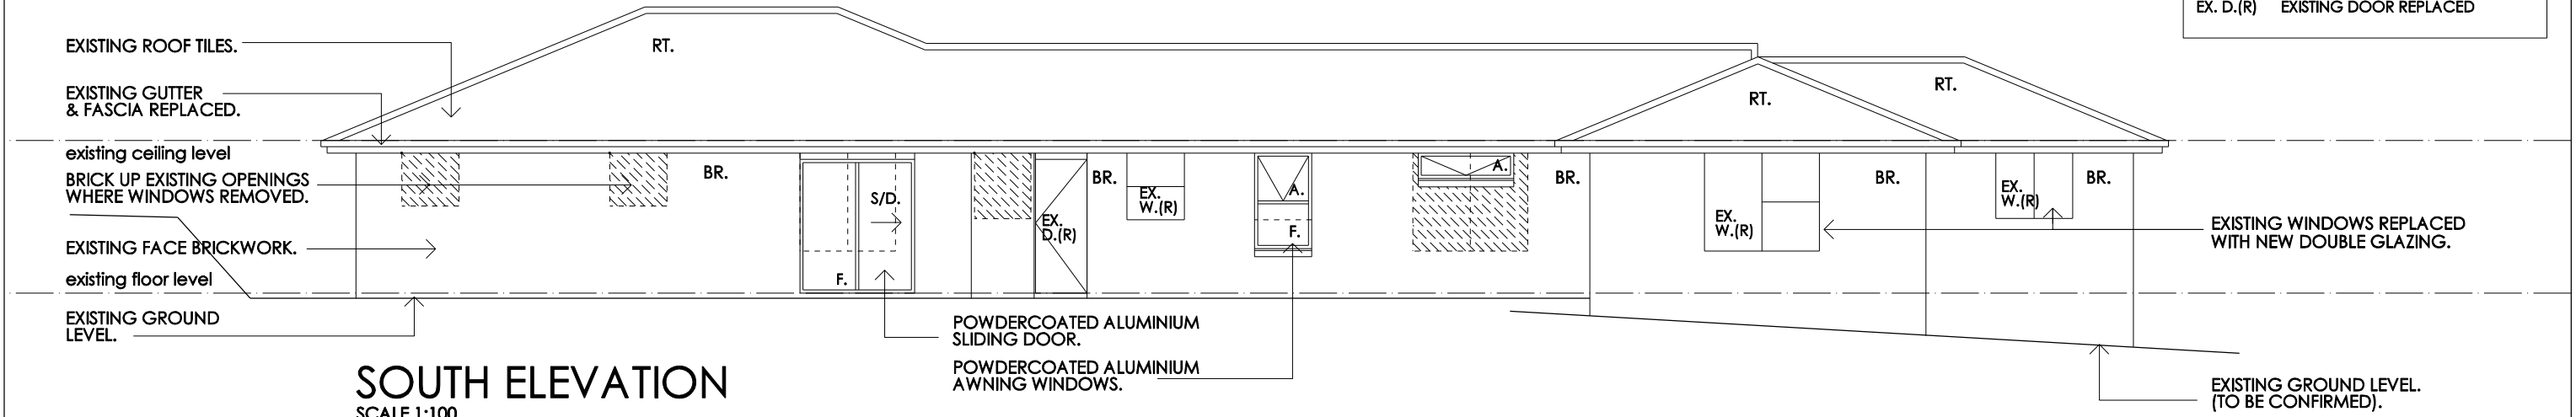 EX. D.(R) EXISTING DOOR REPLACED
EXISTING ROOF TILES.
RT.
RT.
RT.
EXISTING GUTTER
& FASCIA REPLACED.
existing ceiling level
BRICK UP EXISTING OPENINGS
WHERE WINDOWS REMOVED.
BR.
S/D.
F.
EX.
D.(R)
BR.
EX.
W.(R)
A.
F.
A.
BR.
EX.
W.(R)
BR.
EX.
W.(R)
BR.
EXISTING FACE BRICKWORK.
existing floor level
EXISTING WINDOWS REPLACED
WITH NEW DOUBLE GLAZING.
EXISTING GROUND
LEVEL.
POWDERCOATED ALUMINIUM
SLIDING DOOR.
POWDERCOATED ALUMINIUM
AWNING WINDOWS.
EXISTING GROUND LEVEL.
(TO BE CONFIRMED).
SOUTH ELEVATION
SCALE 1:100